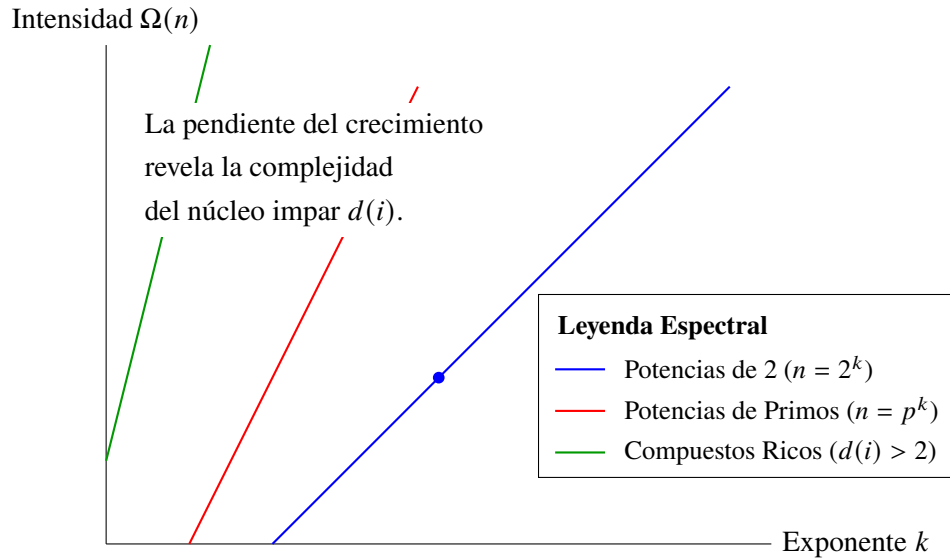 Intensidad Ω(n)
La pendiente del crecimiento
revela la complejidad
del núcleo impar d(i).
Leyenda Espectral
Potencias de 2 (n = 2^k)
Potencias de Primos (n = p^k)
Compuestos Ricos (d(i) > 2)
Exponente k